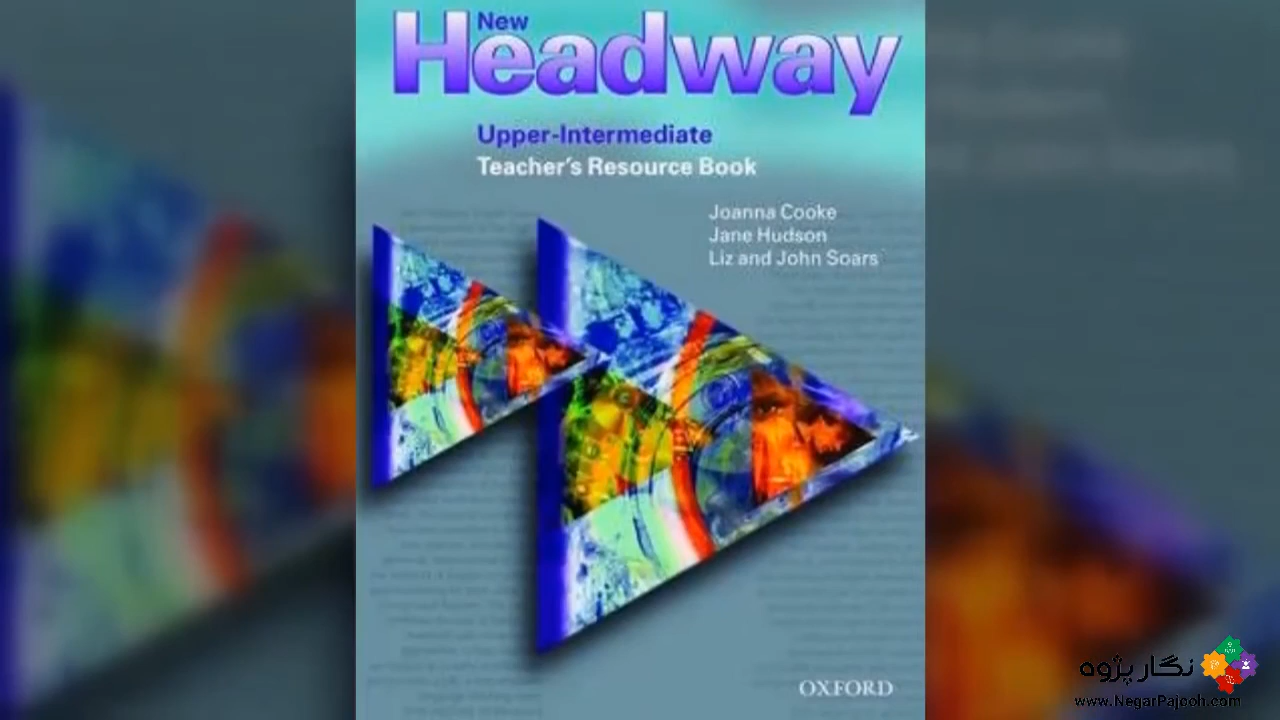 New
Headway
Upper-Intermediate
Teacher's Resource Book
Joanna Cooke
Jane Hudson
Liz and John Soars
OXFORD
نگار پژوه
www.NegarPajooh.com